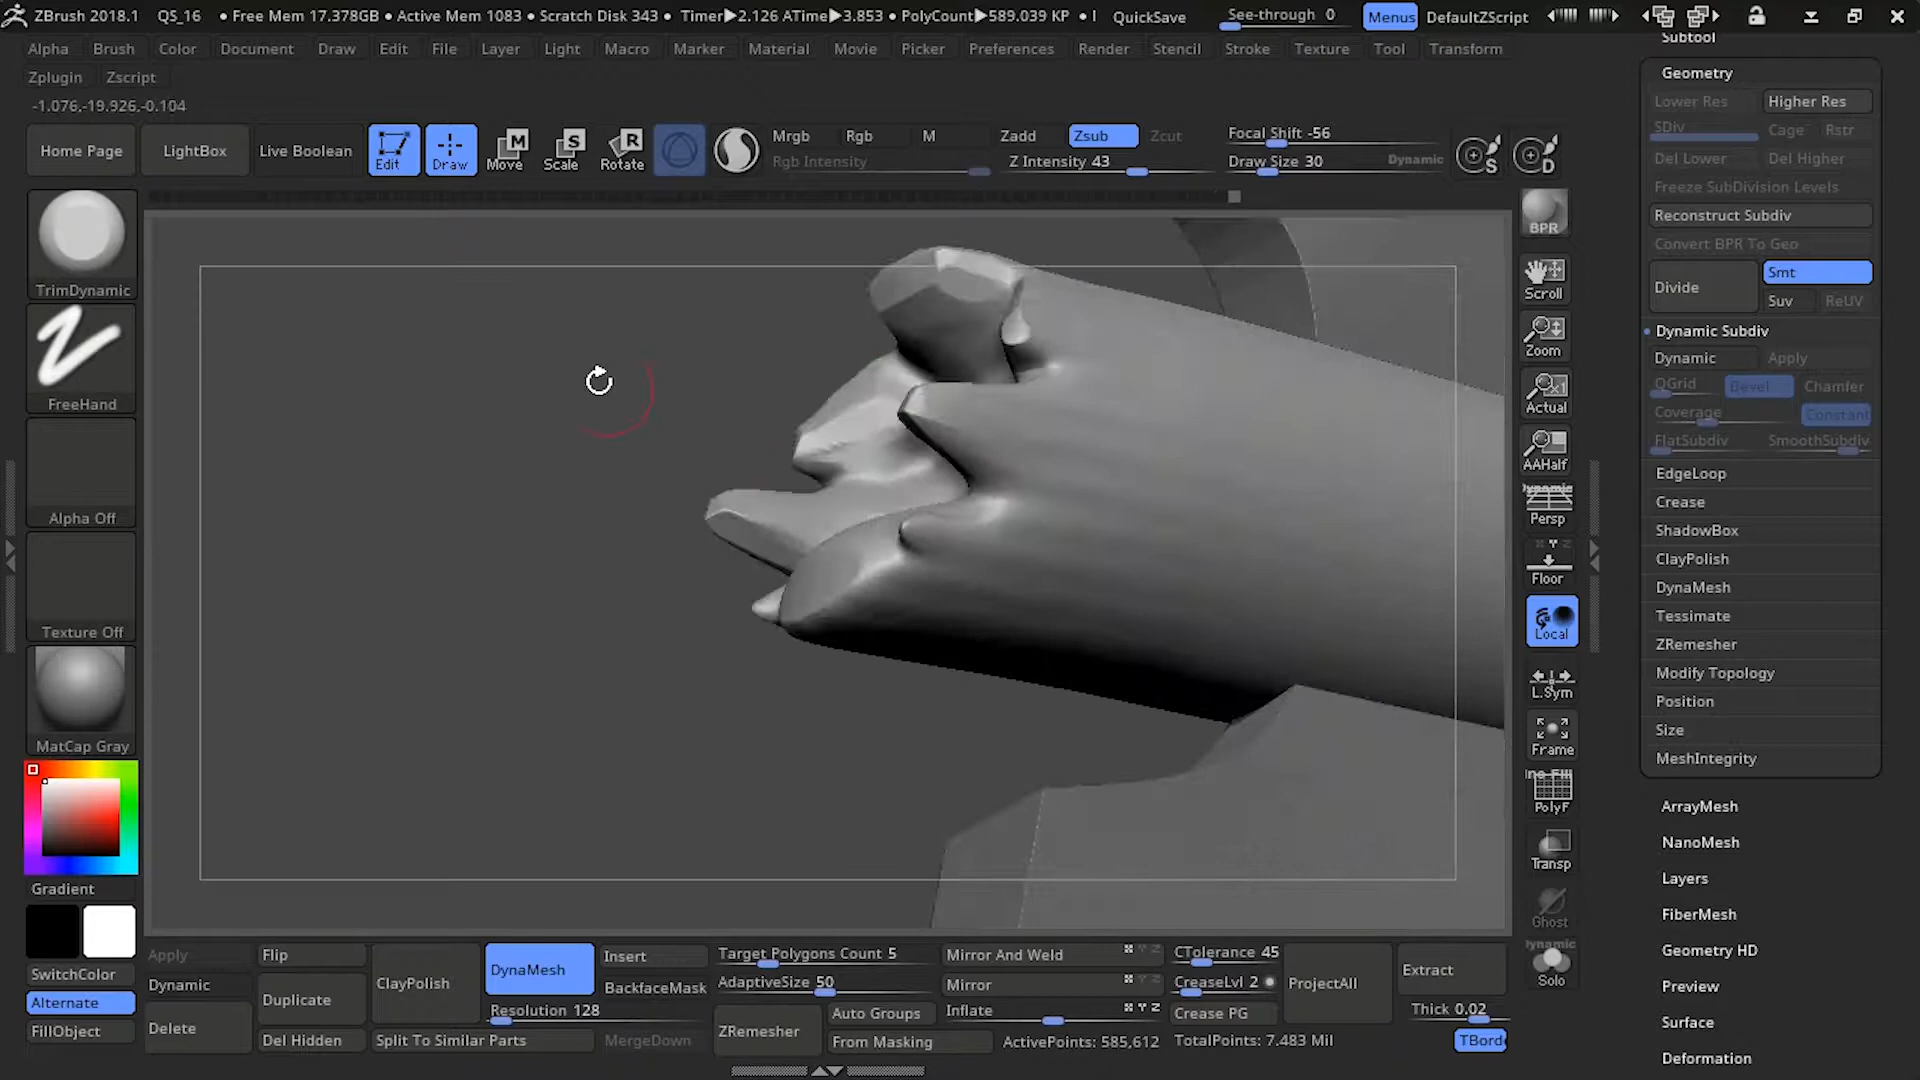 ZBrush 2018.1 QS_16 • Free Mem 17.378GB • Active Mem 1083 • Scratch Disk 343 • Timer▶2.126 ATime▶3.853 • PolyCount▶589.039 KP • QuickSave See-through 0 Menus DefaultZScript
Alpha Brush Color Document Draw Edit File Layer Light Macro Marker Material Movie Picker Preferences Render Stencil Stroke Texture Tool Transform
Zplugin Zscript
-1.076,-19.926,-0.104
Home Page LightBox Live Boolean Edit Draw Move Scale Rotate
Mrgb Rgb M Zadd Zsub Zcut Focal Shift -56
Rgb Intensity Z Intensity 43 Draw Size 30 Dynamic
S D
TrimDynamic
FreeHand
Alpha Off
Texture Off
MatCap Gray
Gradient
SwitchColor
Alternate
FillObject
BPR
Scroll
Zoom
Actual
AAHalf
Dynamic
Persp
Floor
Local
L.Sym
Frame
PolyF
Transp
Ghost
Dynamic
Solo
Subtool
Geometry
Lower Res Higher Res
SDiv Cage Rstr
Del Lower Del Higher
Freeze SubDivision Levels
Reconstruct Subdiv
Convert BPR To Geo
Divide Smt
Suv ReUV
Dynamic Subdiv
Dynamic Apply
QGrid Bevel Chamfer
Coverage Constant
FlatSubdiv SmoothSubdiv
EdgeLoop
Crease
ShadowBox
ClayPolish
DynaMesh
Tessimate
ZRemesher
Modify Topology
Position
Size
MeshIntegrity
ArrayMesh
NanoMesh
Layers
FiberMesh
Geometry HD
Preview
Surface
Deformation
Apply Flip ClayPolish DynaMesh Insert Target Polygons Count 5 Mirror And Weld CTolerance 45 ProjectAll Extract
Dynamic Duplicate BackfaceMask AdaptiveSize 50 Mirror CreaseLvl 2
Resolution 128 ZRemesher Auto Groups Inflate Crease PG Thick 0.02
Delete Del Hidden Split To Similar Parts MergeDown From Masking ActivePoints: 585,612 TotalPoints: 7.483 Mil TBord